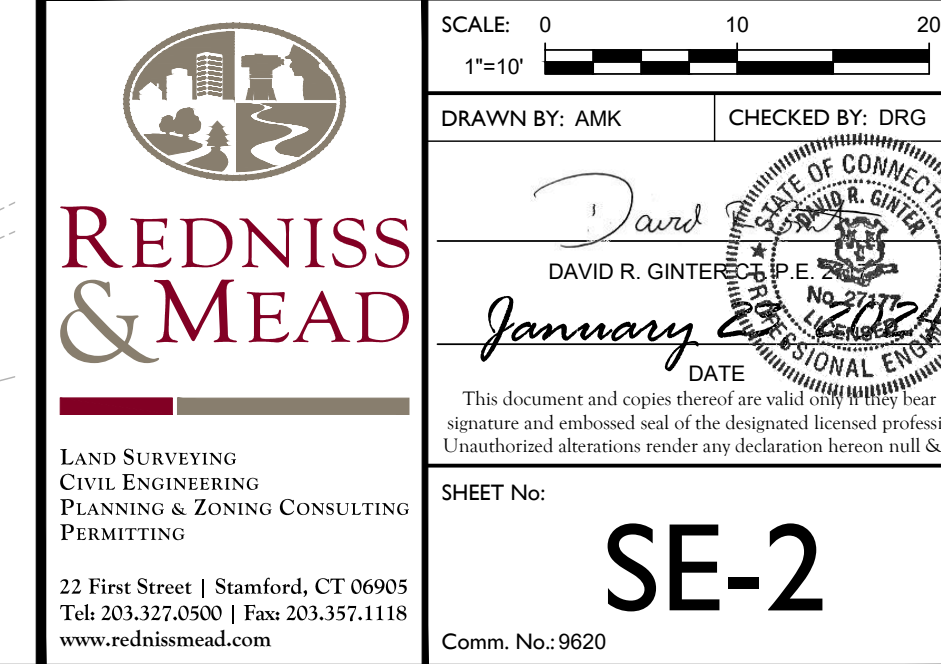 REDNISS
& MEAD
LAND SURVEYING
CIVIL ENGINEERING
PLANNING & ZONING CONSULTING
PERMITTING
22 First Street | Stamford, CT 06905
Tel: 203.327.0500 | Fax: 203.357.1118
www.rednissmead.com
SCALE: 0 10 20
1"=10'
DRAWN BY: AMK
CHECKED BY: DRG
David R.
DAVID R. GINTER CT. P.E.
STATE OF CONNECTI
DAVID R. GINTER
No. 27177
LICENSED
PROFESSIONAL ENGI
January 23 2024
DATE
This document and copies thereof are valid only if they bear
signature and embossed seal of the designated licensed professi
Unauthorized alterations render any declaration hereon null &
SHEET No:
SE-2
Comm. No.: 9620